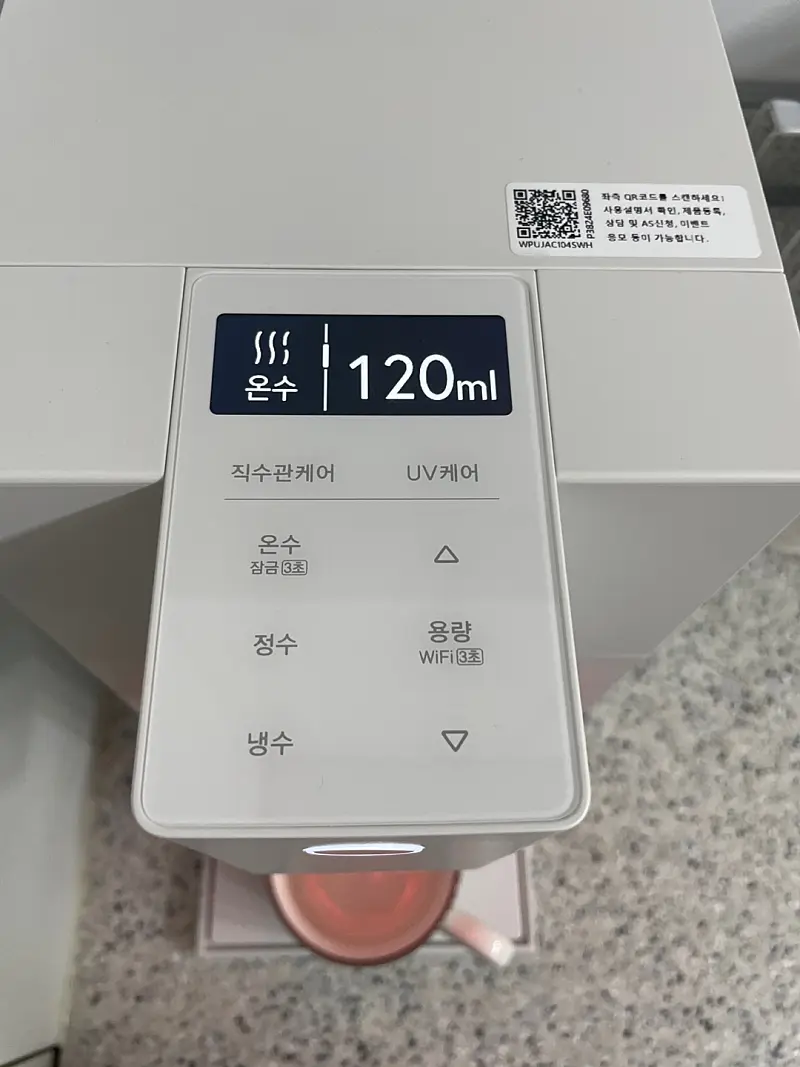 좌측 QR코드를 스캔하세요!
사용설명서 확인, 제품등록,
상담 및 AS신청, 이벤트
응모 등이 가능합니다.
WPUJAC104SWH
P3824E09680
온수
120ml
직수관케어 UV케어
온수
잠금 3초
정수
용량
WiFi 3초
냉수